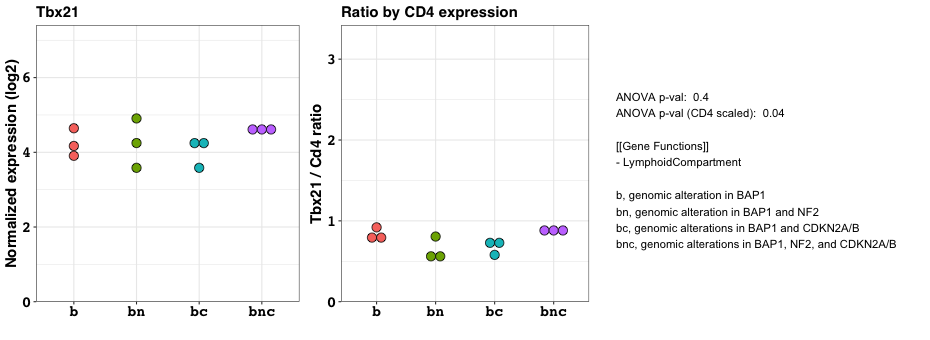 Tbx21
Normalized expression (log2)
6
4
2
0
b
bn
bc
bnc
Ratio by CD4 expression
Tbx21 / Cd4 ratio
3
2
1
0
b
bn
bc
bnc
ANOVA p-val:  0.4
ANOVA p-val (CD4 scaled):  0.04
[[Gene Functions]]
- LymphoidCompartment
b, genomic alteration in BAP1
bn, genomic alteration in BAP1 and NF2
bc, genomic alterations in BAP1 and CDKN2A/B
bnc, genomic alterations in BAP1, NF2, and CDKN2A/B